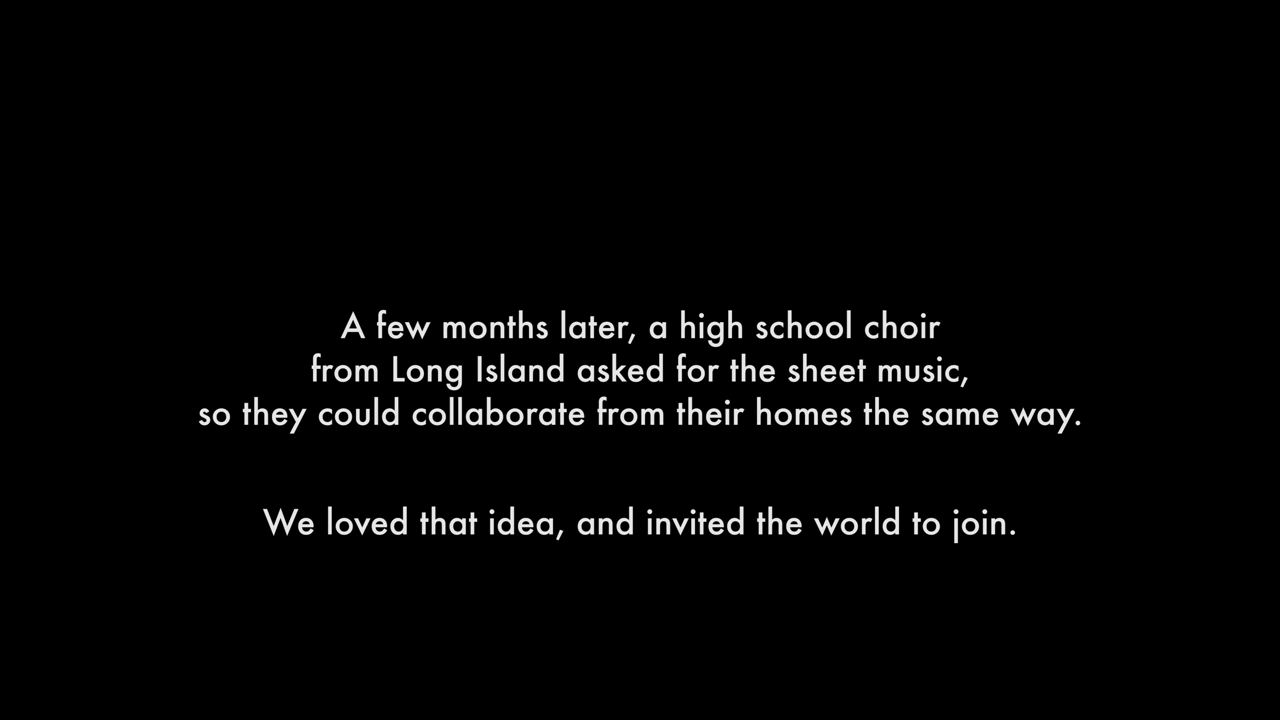 A few months later, a high school choir
from Long Island asked for the sheet music,
so they could collaborate from their homes the same way.
We loved that idea, and invited the world to join.